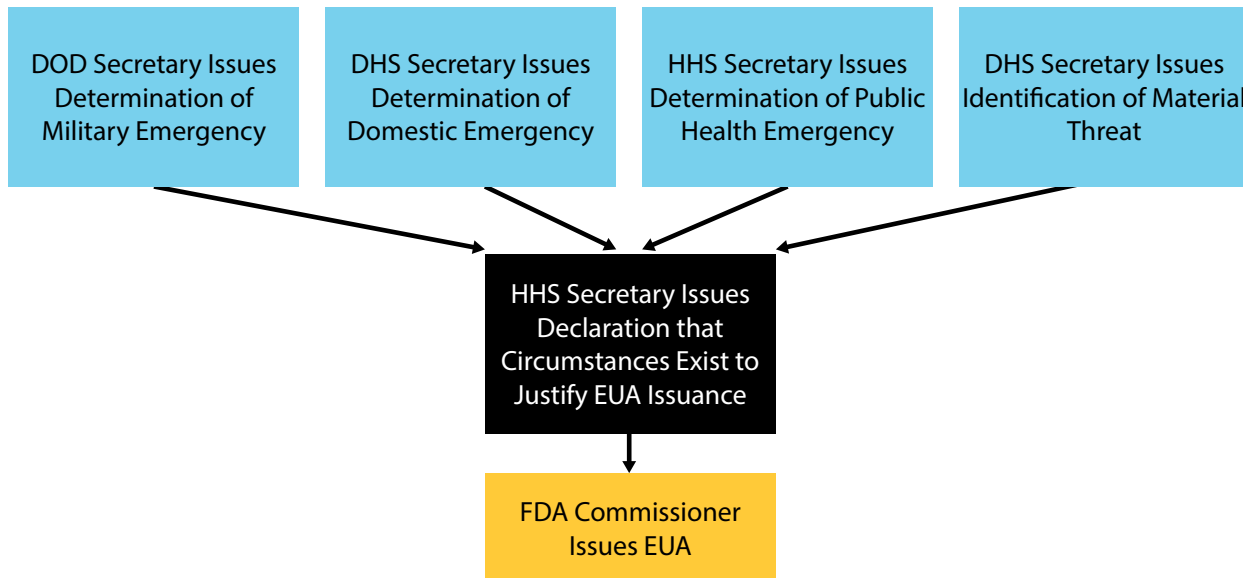 DOD Secretary Issues
Determination of
Military Emergency
DHS Secretary Issues
Determination of
Domestic Emergency
HHS Secretary Issues
Determination of Public
Health Emergency
DHS Secretary Issues
Identification of Material
Threat
HHS Secretary Issues
Declaration that
Circumstances Exist to
Justify EUA Issuance
FDA Commissioner
Issues EUA